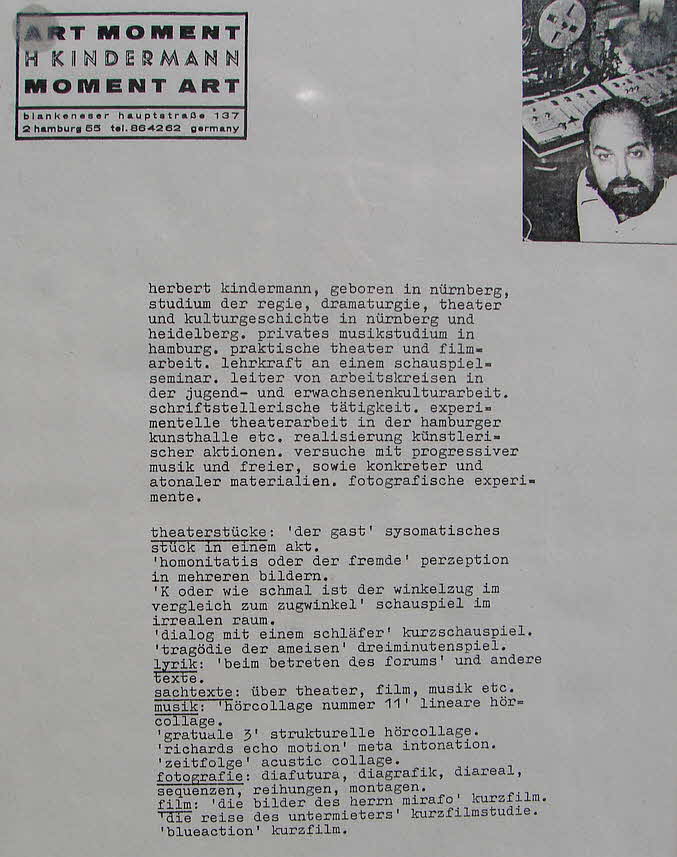 ART MOMENT
H KINDERMANN
MOMENT ART
blankeneser hauptstraße 137
2 hamburg 55 tel. 864262 germany
herbert kindermann, geboren in nürnberg,
studium der regie, dramaturgie, theater
und kulturgeschichte in nürnberg und
heidelberg. privates musikstudium in
hamburg. praktische theater und film=
arbeit. lehrkraft an einem schauspiel=
seminar. leiter von arbeitskreisen in
der jugend- und erwachsenenkulturarbeit.
schriftstellerische tätigkeit. experi=
mentelle theaterarbeit in der hamburger
kunsthalle etc. realisierung künstleri=
scher aktionen. versuche mit progressiver
musik und freier, sowie konkreter und
atonaler materialien. fotografische experi=
mente.
theaterstücke: 'der gast' sysomatisches
stück in einem akt.
'homonitatis oder der fremde' perzeption
in mehreren bildern.
'K oder wie schmal ist der winkelzug im
vergleich zum zugwinkel' schauspiel im
irrealen raum.
'dialog mit einem schläfer' kurzschauspiel.
'tragödie der ameisen' dreiminutenspiel.
lyrik: 'beim betreten des forums' und andere
texte.
sachtexte: über theater, film, musik etc.
musik: 'hörcollage nummer 11' lineare hör=
collage.
'gratuale 3' strukturelle hörcollage.
'richards echo motion' meta intonation.
'zeitfolge' acustic collage.
fotografie: diafutura, diagrafik, diareal,
sequenzen, reihungen, montagen.
film: 'die bilder des herrn mirafo' kurzfilm.
'die reise des untermieters' kurzfilmstudie.
'blueaction' kurzfilm.